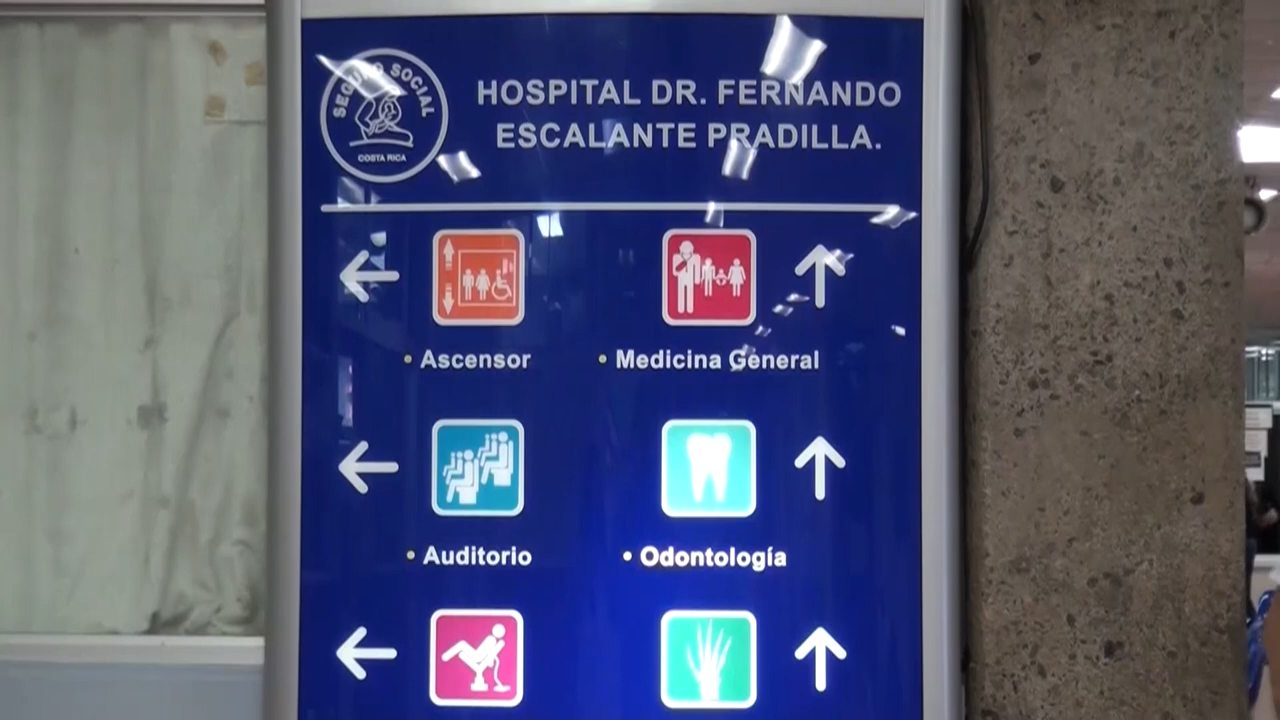 SEGURO SOCIAL
COSTA RICA
HOSPITAL DR. FERNANDO
ESCALANTE PRADILLA.
• Ascensor
• Medicina General
• Auditorio
• Odontología